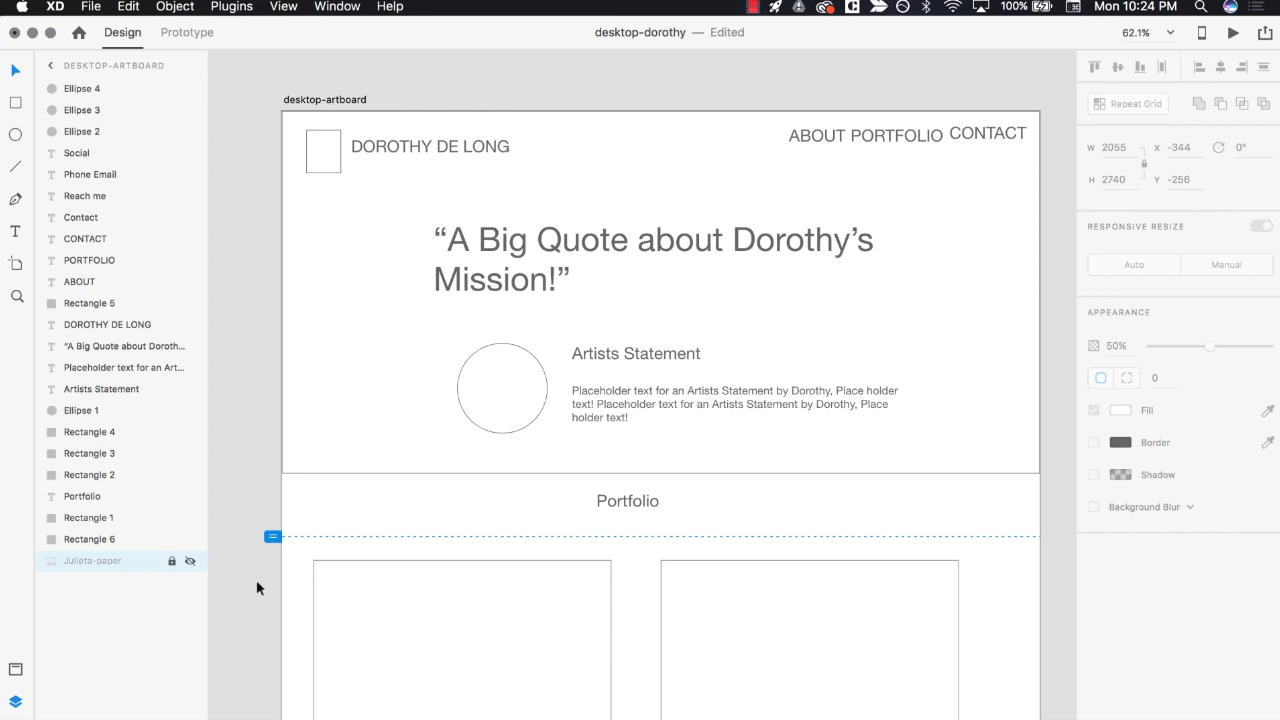 XD File Edit Object Plugins View Window Help 100% Mon 10:24 PM
Design Prototype desktop-dorothy — Edited 62.1%
DESKTOP-ARTBOARD
Ellipse 4
Ellipse 3
Ellipse 2
Social
Phone Email
Reach me
Contact
CONTACT
PORTFOLIO
ABOUT
Rectangle 5
DOROTHY DE LONG
“A Big Quote about Doroth...
Placeholder text for an Art...
Artists Statement
Ellipse 1
Rectangle 4
Rectangle 3
Rectangle 2
Portfolio
Rectangle 1
Rectangle 6
Julieta-paper
desktop-artboard
DOROTHY DE LONG
ABOUT PORTFOLIO CONTACT
“A Big Quote about Dorothy’s
Mission!”
Artists Statement
Placeholder text for an Artists Statement by Dorothy, Place holder
text! Placeholder text for an Artists Statement by Dorothy, Place
holder text!
Portfolio
Repeat Grid
W 2055 X -344 0°
H 2740 Y -256
RESPONSIVE RESIZE
Auto Manual
APPEARANCE
50%
0
Fill
Border
Shadow
Background Blur